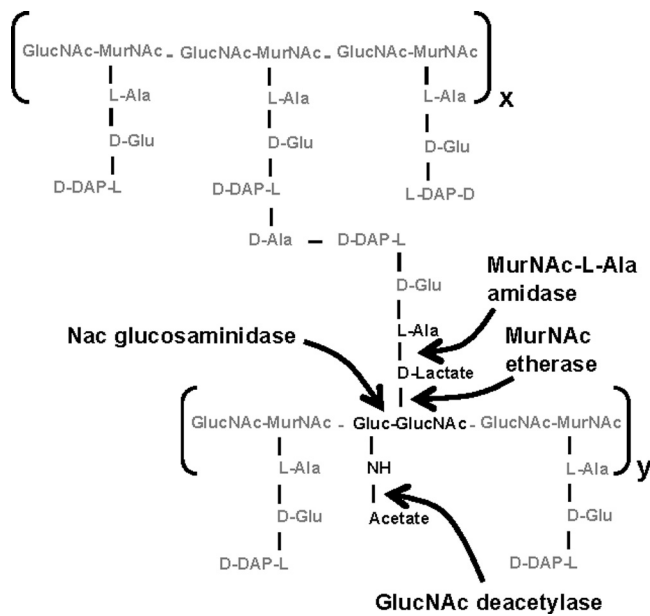 GlucNAc-MurNAc - GlucNAc-MurNAc - GlucNAc-MurNAc
x
L-Ala L-Ala L-Ala
D-Glu D-Glu D-Glu
D-DAP-L D-DAP-L L-DAP-D
D-Ala – D-DAP-L
D-Glu
MurNAc-L-Ala
amidase
L-Ala
Nac glucosaminidase
MurNAc
etherase
D-Lactate
GlucNAc-MurNAc - Gluc-GlucNAc - GlucNAc-MurNAc
y
L-Ala NH L-Ala
D-Glu Acetate D-Glu
D-DAP-L D-DAP-L
GlucNAc deacetylase